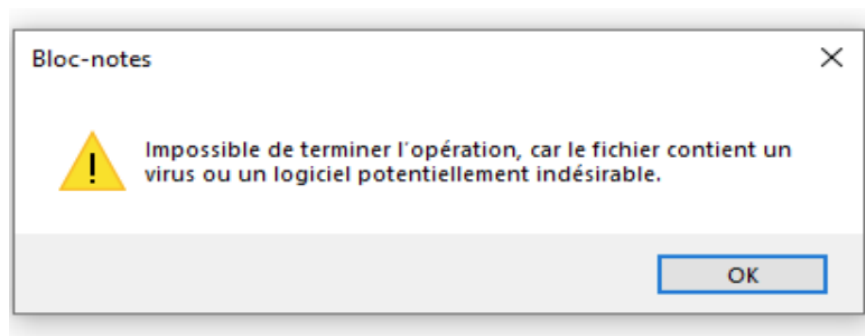 Bloc-notes
Impossible de terminer l'opération, car le fichier contient un
virus ou un logiciel potentiellement indésirable.
OK